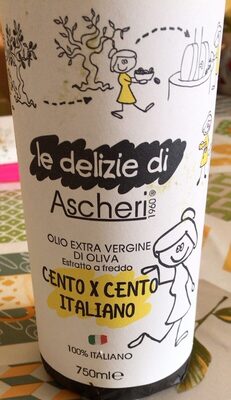 le delizie di
Ascheri
1960 ®
OLIO EXTRA VERGINE
DI OLIVA
Estratto a freddo
CENTO X CENTO
ITALIANO
100% ITALIANO
750ml e